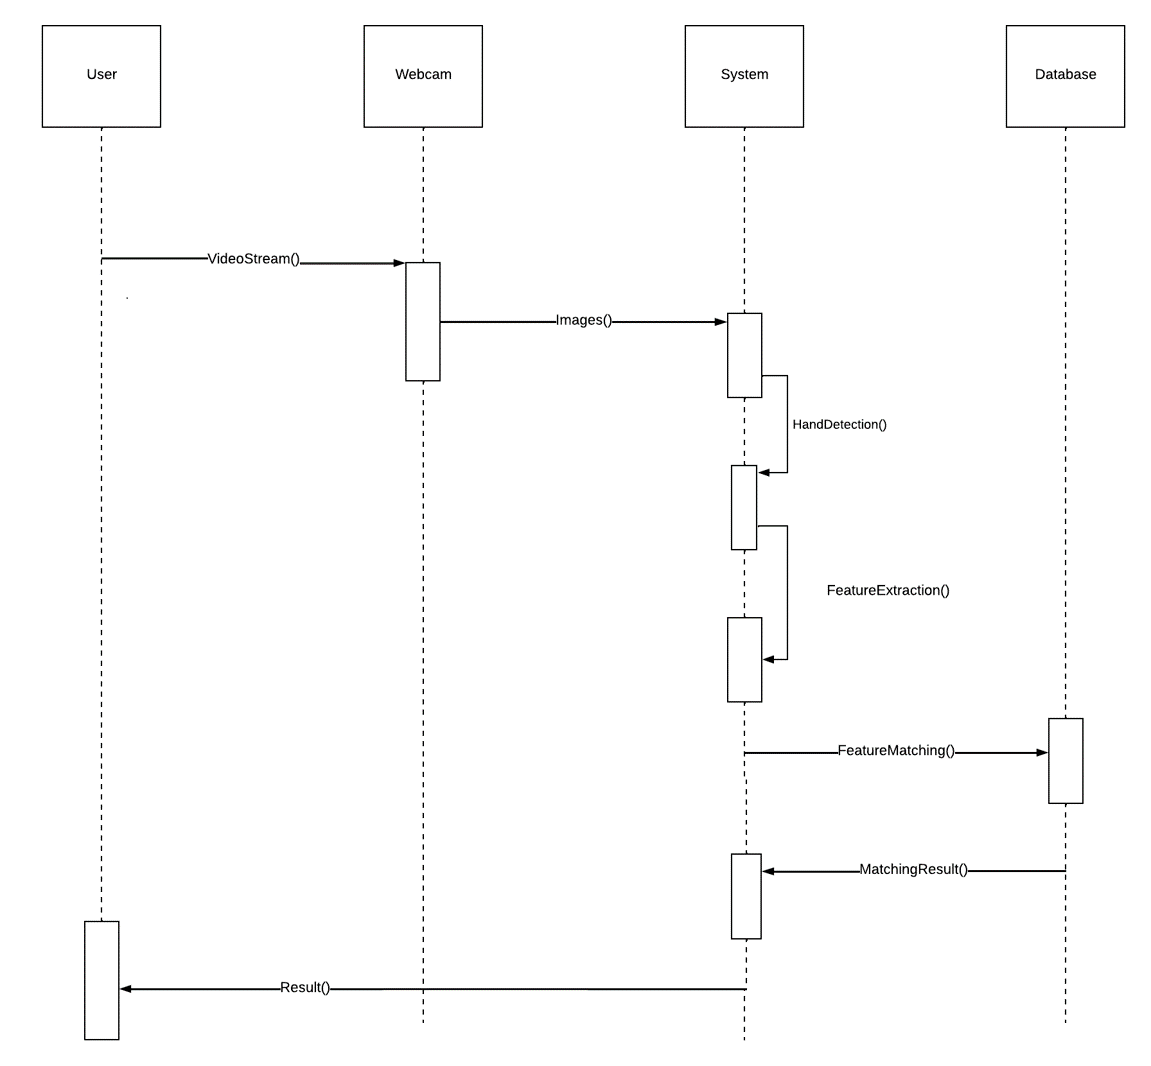 User
Webcam
System
Database
VideoStream()
Images()
HandDetection()
FeatureExtraction()
FeatureMatching()
MatchingResult()
Result()